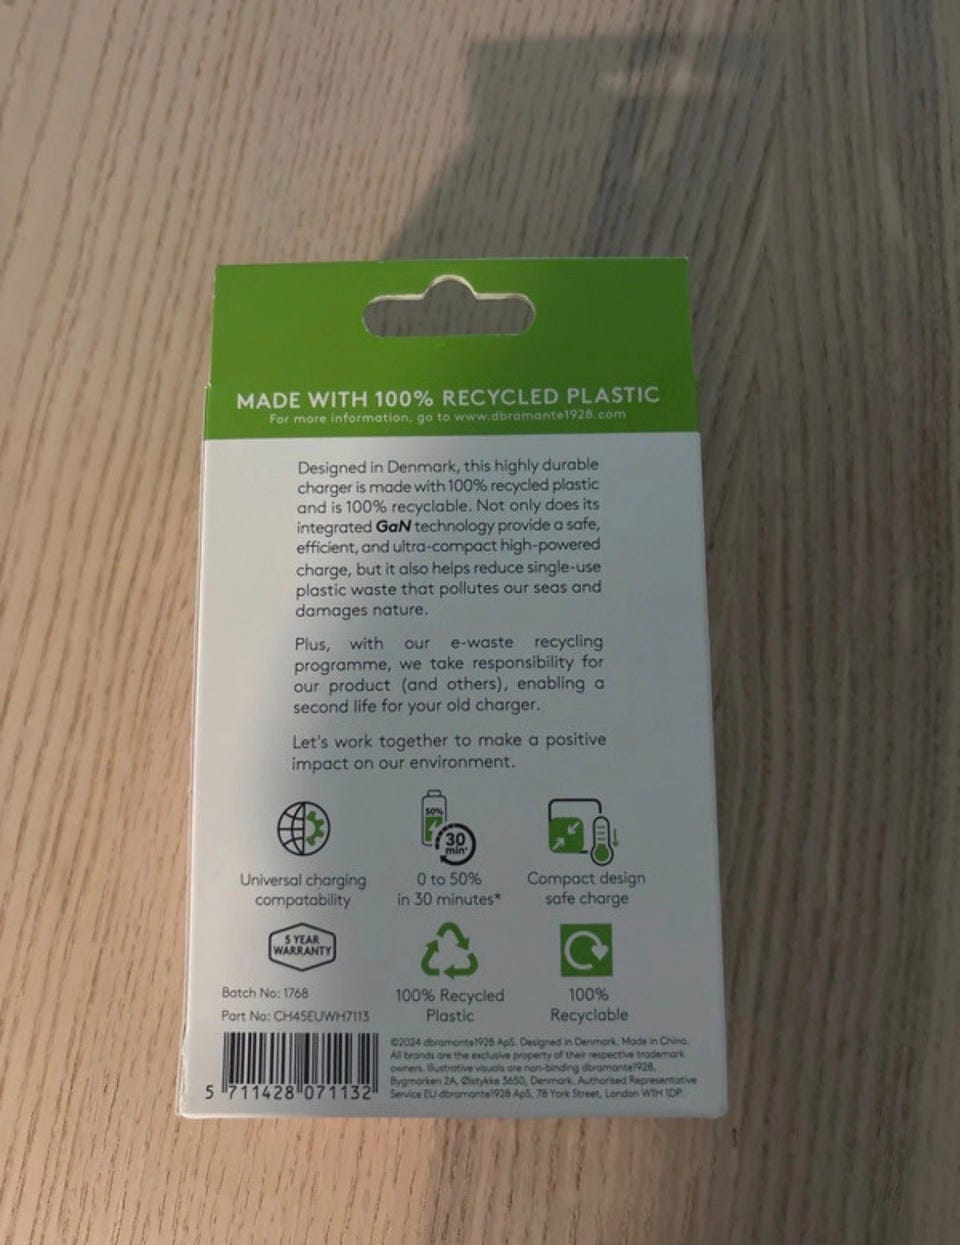 MADE WITH 100% RECYCLED PLASTIC
For more information, go to www.dbramante1928.com
Designed in Denmark, this highly durable
charger is made with 100% recycled plastic
and is 100% recyclable. Not only does its
integrated GaN technology provide a safe,
efficient, and ultra-compact high-powered
charge, but it also helps reduce single-use
plastic waste that pollutes our seas and
damages nature.
Plus, with our e-waste recycling
programme, we take responsibility for
our product (and others), enabling a
second life for your old charger.
Let's work together to make a positive
impact on our environment.
50%
30
min*
Universal charging
compatability
0 to 50%
in 30 minutes*
Compact design
safe charge
5 YEAR
WARRANTY
100% Recycled
Plastic
100%
Recyclable
Batch No: 1768
Part No: CH45EUWH7113
5 711428 071132
©2024 dbramante1928 ApS. Designed in Denmark. Made in China.
All brands are the exclusive property of their respective trademark
owners. Illustrative visuals are non-binding dbramante1928,
Bygmarken 2A, Ølstykke 3650, Denmark. Authorised Representative
Service EU dbramante1928 ApS, 78 York Street, London W1H 1DP.